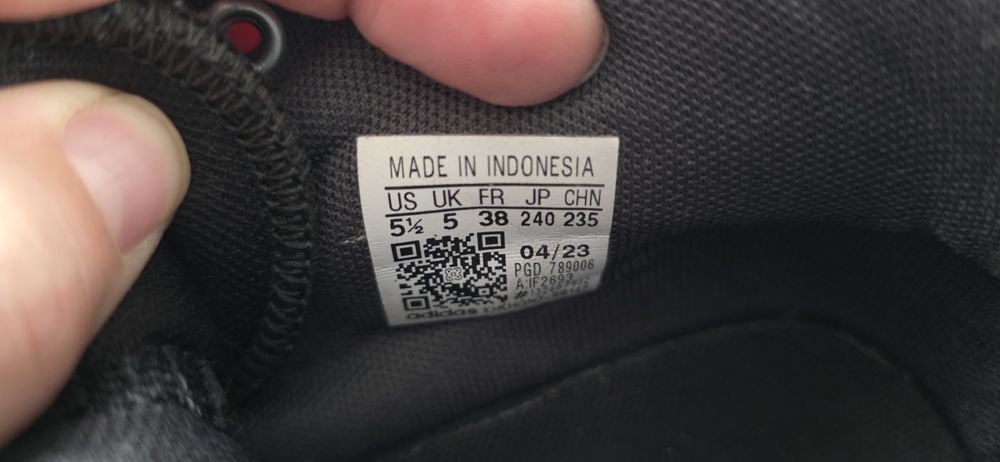 MADE IN INDONESIA
US UK FR JP CHN
5½ 5 38 240 235
04/23
PGD 789006
adidas